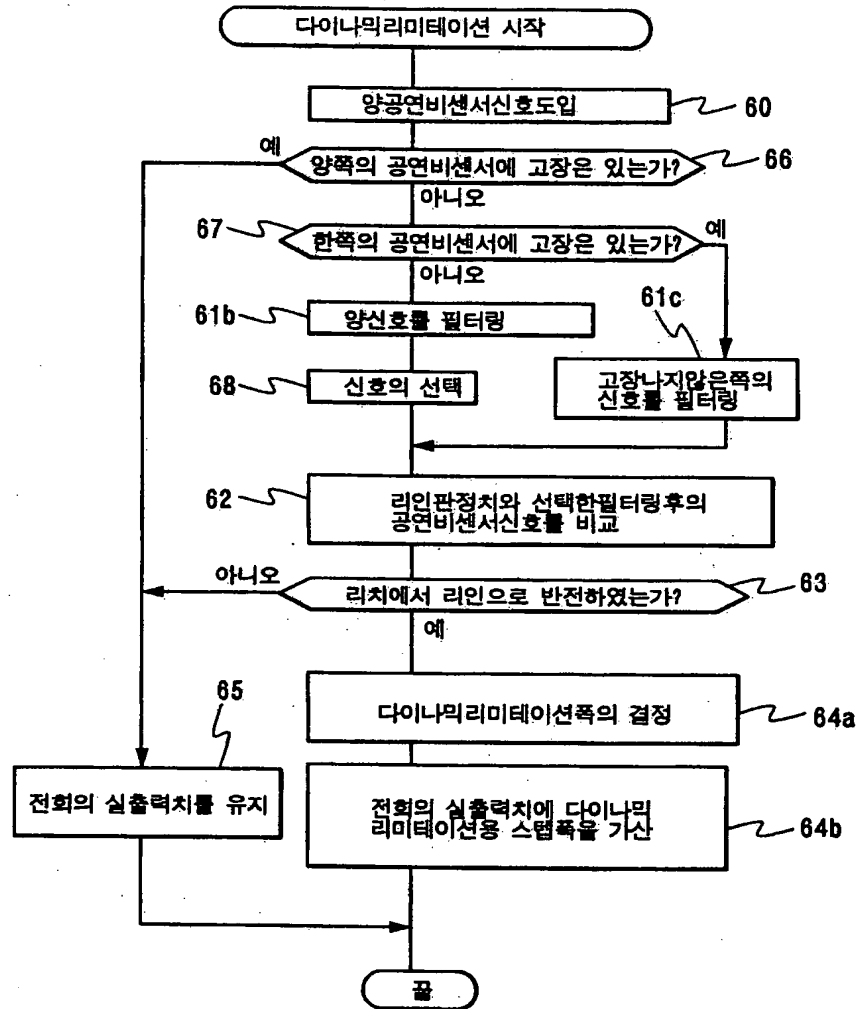 다이나믹리미테이션 시작
양공연비센서신호도입
60
예
양쪽의 공연비센서에 고장은 있는가?
66
아니오
67
한쪽의 공연비센서에 고장은 있는가?
예
아니오
61b
양신호를 필터링
61c
68
신호의 선택
고장나지않은쪽의
신호를 필터링
62
리인판정치와 선택한필터링후의
공연비센서신호를 비교
아니오
리치에서 리인으로 반전하였는가?
63
예
65
다이나믹리미테이션폭의 결정
64a
전회의 실출력치를 유지
전회의 실출력치에 다이나믹
리미테이션용 스탭폭을 가산
64b
끝